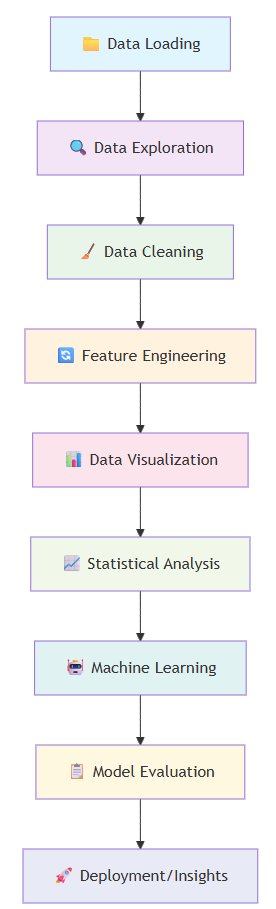 📁 Data Loading
🔍 Data Exploration
🧹 Data Cleaning
🔄 Feature Engineering
📊 Data Visualization
📈 Statistical Analysis
🤖 Machine Learning
📋 Model Evaluation
🚀 Deployment/Insights